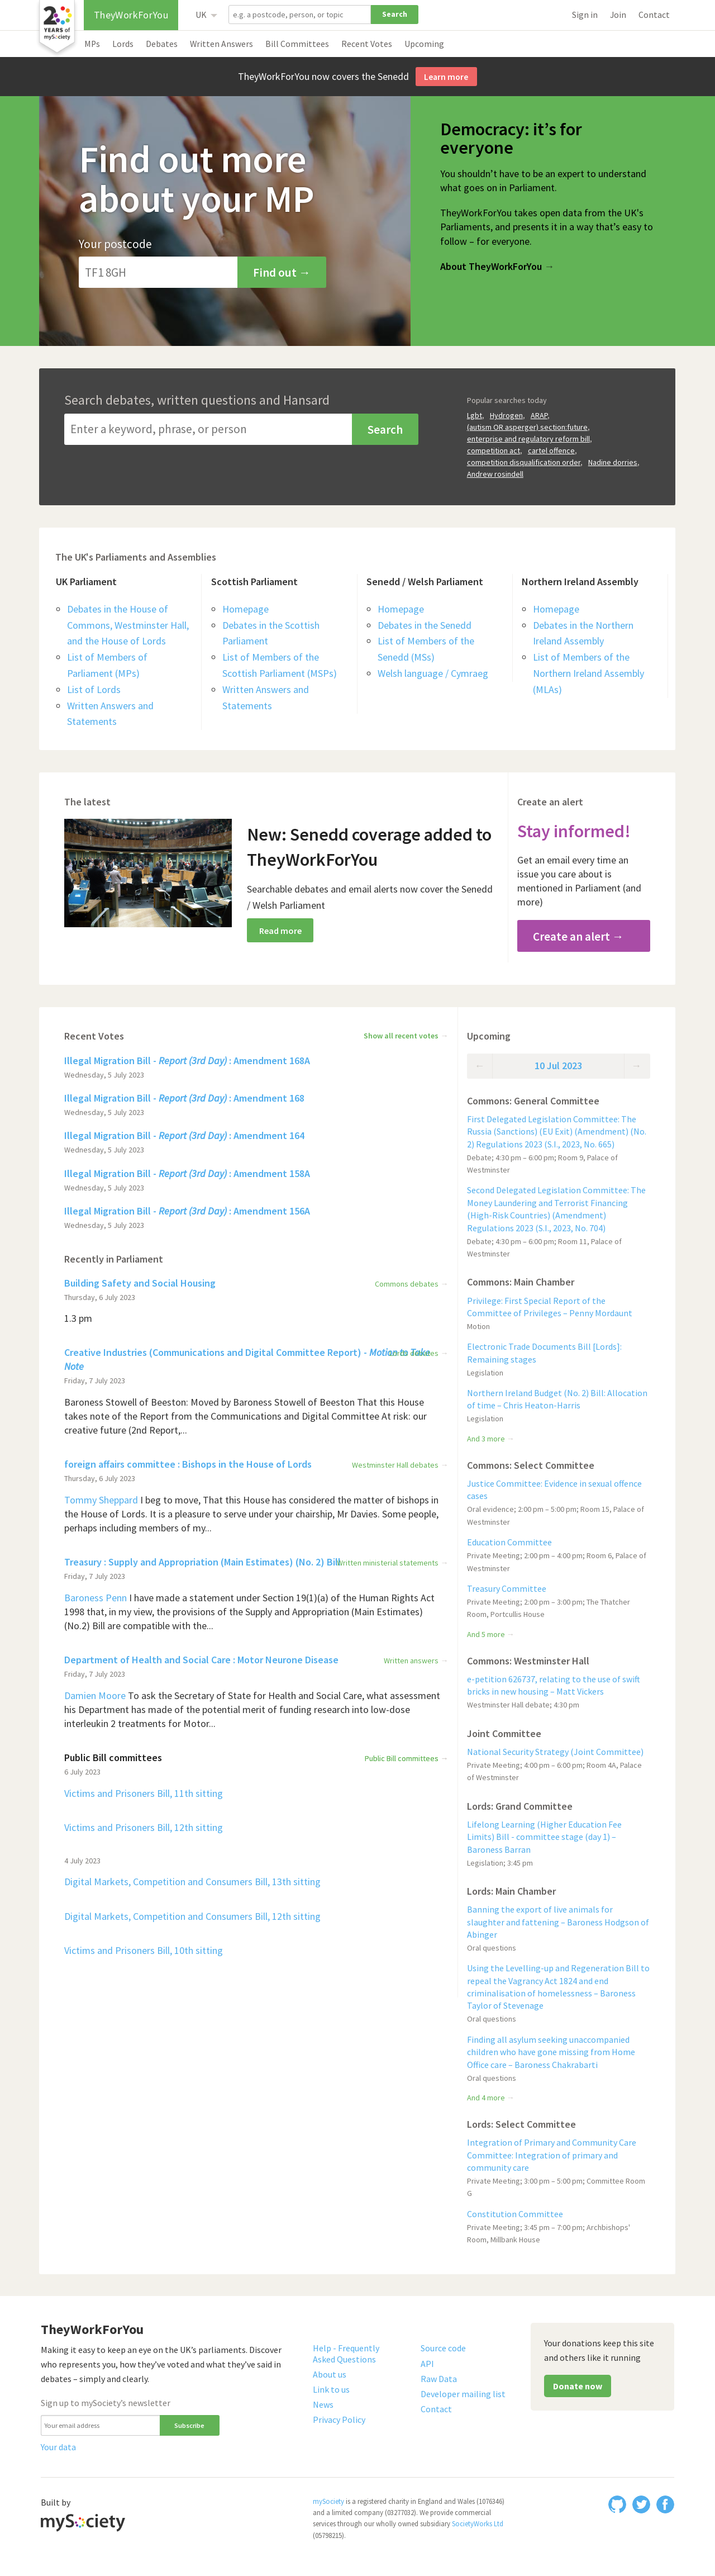 20
YEARS of
mySociety
TheyWorkForYou
UK
e.g. a postcode, person, or topic
Search
Sign in
Join
Contact
MPs
Lords
Debates
Written Answers
Bill Committees
Recent Votes
Upcoming
TheyWorkForYou now covers the Senedd
Learn more
Find out more
about your MP
Your postcode
TF1 8GH
Find out →
Democracy: it’s for
everyone
You shouldn’t have to be an expert to understand
what goes on in Parliament.
TheyWorkForYou takes open data from the UK’s
Parliaments, and presents it in a way that’s easy to
follow – for everyone.
About TheyWorkForYou →
Search debates, written questions and Hansard
Enter a keyword, phrase, or person
Search
Popular searches today
Lgbt, Hydrogen, ARAP,
(autism OR asperger) section:future,
enterprise and regulatory reform bill,
competition act, cartel offence,
competition disqualification order, Nadine dorries,
Andrew rosindell
The UK's Parliaments and Assemblies
UK Parliament
Debates in the House of
Commons, Westminster Hall,
and the House of Lords
List of Members of
Parliament (MPs)
List of Lords
Written Answers and
Statements
Scottish Parliament
Homepage
Debates in the Scottish
Parliament
List of Members of the
Scottish Parliament (MSPs)
Written Answers and
Statements
Senedd / Welsh Parliament
Homepage
Debates in the Senedd
List of Members of the
Senedd (MSs)
Welsh language / Cymraeg
Northern Ireland Assembly
Homepage
Debates in the Northern
Ireland Assembly
List of Members of the
Northern Ireland Assembly
(MLAs)
The latest
New: Senedd coverage added to
TheyWorkForYou
Searchable debates and email alerts now cover the Senedd
/ Welsh Parliament
Read more
Create an alert
Stay informed!
Get an email every time an
issue you care about is
mentioned in Parliament (and
more)
Create an alert →
Recent Votes
Show all recent votes →
Illegal Migration Bill - Report (3rd Day) : Amendment 168A
Wednesday, 5 July 2023
Illegal Migration Bill - Report (3rd Day) : Amendment 168
Wednesday, 5 July 2023
Illegal Migration Bill - Report (3rd Day) : Amendment 164
Wednesday, 5 July 2023
Illegal Migration Bill - Report (3rd Day) : Amendment 158A
Wednesday, 5 July 2023
Illegal Migration Bill - Report (3rd Day) : Amendment 156A
Wednesday, 5 July 2023
Recently in Parliament
Building Safety and Social Housing
Commons debates →
Thursday, 6 July 2023
1.3 pm
Creative Industries (Communications and Digital Committee Report) - Motion to Take
Note
Friday, 7 July 2023
Baroness Stowell of Beeston: Moved by Baroness Stowell of Beeston That this House
takes note of the Report from the Communications and Digital Committee At risk: our
creative future (2nd Report,...
foreign affairs committee : Bishops in the House of Lords
Westminster Hall debates →
Thursday, 6 July 2023
Tommy Sheppard I beg to move, That this House has considered the matter of bishops in
the House of Lords. It is a pleasure to serve under your chairship, Mr Davies. Some people,
perhaps including members of my...
Treasury : Supply and Appropriation (Main Estimates) (No. 2) Bill
Written ministerial statements →
Friday, 7 July 2023
Baroness Penn I have made a statement under Section 19(1)(a) of the Human Rights Act
1998 that, in my view, the provisions of the Supply and Appropriation (Main Estimates)
(No.2) Bill are compatible with the...
Department of Health and Social Care : Motor Neurone Disease
Written answers →
Friday, 7 July 2023
Damien Moore To ask the Secretary of State for Health and Social Care, what assessment
his Department has made of the potential merit of funding research into low-dose
interleukin 2 treatments for Motor...
Public Bill committees
Public Bill committees →
6 July 2023
Victims and Prisoners Bill, 11th sitting
Victims and Prisoners Bill, 12th sitting
4 July 2023
Digital Markets, Competition and Consumers Bill, 13th sitting
Digital Markets, Competition and Consumers Bill, 12th sitting
Victims and Prisoners Bill, 10th sitting
Upcoming
← 10 Jul 2023 →
Commons: General Committee
First Delegated Legislation Committee: The
Russia (Sanctions) (EU Exit) (Amendment) (No.
2) Regulations 2023 (S.I., 2023, No. 665)
Debate; 4:30 pm – 6:00 pm; Room 9, Palace of
Westminster
Second Delegated Legislation Committee: The
Money Laundering and Terrorist Financing
(High-Risk Countries) (Amendment)
Regulations 2023 (S.I., 2023, No. 704)
Debate; 4:30 pm – 6:00 pm; Room 11, Palace of
Westminster
Commons: Main Chamber
Privilege: First Special Report of the
Committee of Privileges – Penny Mordaunt
Motion
Electronic Trade Documents Bill [Lords]:
Remaining stages
Legislation
Northern Ireland Budget (No. 2) Bill: Allocation
of time – Chris Heaton-Harris
Legislation
And 3 more →
Commons: Select Committee
Justice Committee: Evidence in sexual offence
cases
Oral evidence; 2:00 pm – 5:00 pm; Room 15, Palace of
Westminster
Education Committee
Private Meeting; 2:00 pm – 4:00 pm; Room 6, Palace of
Westminster
Treasury Committee
Private Meeting; 2:00 pm – 3:00 pm; The Thatcher
Room, Portcullis House
And 5 more →
Commons: Westminster Hall
e-petition 626737, relating to the use of swift
bricks in new housing – Matt Vickers
Westminster Hall debate; 4:30 pm
Joint Committee
National Security Strategy (Joint Committee)
Private Meeting; 4:00 pm – 6:00 pm; Room 4A, Palace
of Westminster
Lords: Grand Committee
Lifelong Learning (Higher Education Fee
Limits) Bill - committee stage (day 1) –
Baroness Barran
Legislation; 3:45 pm
Lords: Main Chamber
Banning the export of live animals for
slaughter and fattening – Baroness Hodgson of
Abinger
Oral questions
Using the Levelling-up and Regeneration Bill to
repeal the Vagrancy Act 1824 and end
criminalisation of homelessness – Baroness
Taylor of Stevenage
Oral questions
Finding all asylum seeking unaccompanied
children who have gone missing from Home
Office care – Baroness Chakrabarti
Oral questions
And 4 more →
Lords: Select Committee
Integration of Primary and Community Care
Committee: Integration of primary and
community care
Private Meeting; 3:00 pm – 5:00 pm; Committee Room
G
Constitution Committee
Private Meeting; 3:45 pm – 7:00 pm; Archbishops'
Room, Millbank House
TheyWorkForYou
Making it easy to keep an eye on the UK’s parliaments. Discover
who represents you, how they’ve voted and what they’ve said in
debates – simply and clearly.
Sign up to mySociety’s newsletter
Your email address
Subscribe
Your data
Help - Frequently
Asked Questions
About us
Link to us
News
Privacy Policy
Source code
API
Raw Data
Developer mailing list
Contact
Your donations keep this site
and others like it running
Donate now
Built by
mySociety
mySociety is a registered charity in England and Wales (1076346)
and a limited company (03277032). We provide commercial
services through our wholly owned subsidiary SocietyWorks Ltd
(05798215).